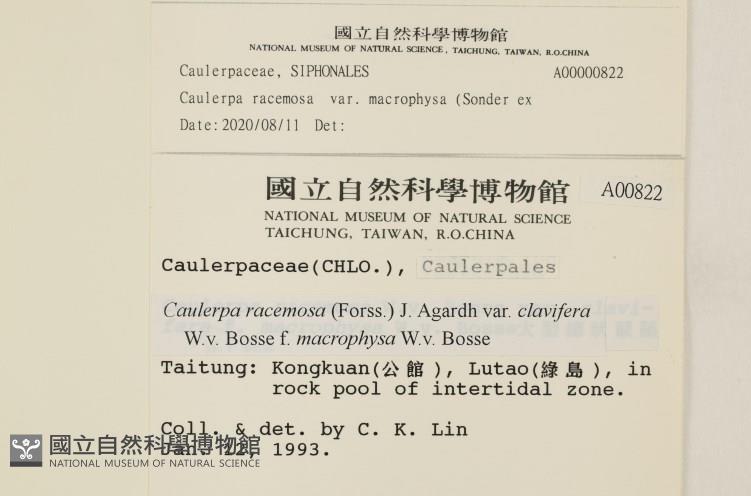 國立自然科學博物館
NATIONAL MUSEUM OF NATURAL SCIENCE, TAICHUNG, TAIWAN, R.O.CHINA
Caulerpaceae, SIPHONALES A00000822
Caulerpa racemosa var. macrophysa (Sonder ex
Date:2020/08/11 Det:
國立自然科學博物館 A00822
NATIONAL MUSEUM OF NATURAL SCIENCE
TAICHUNG, TAIWAN, R.O.CHINA
Caulerpaceae(CHLO.), Caulerpales
Caulerpa racemosa (Forss.) J. Agardh var. clavifera
W.v. Bosse f. macrophysa W.v. Bosse
Taitung: Kongkuan(公館), Lutao(綠島), in
rock pool of intertidal zone.
Coll. & det. by C. K. Lin
Jan. 12, 1993.
國立自然科學博物館
NATIONAL MUSEUM OF NATURAL SCIENCE